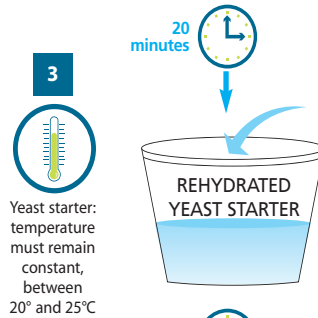 20
minutes
3
REHYDRATED
YEAST STARTER
Yeast starter:
temperature
must remain
constant,
between
20° and 25°C